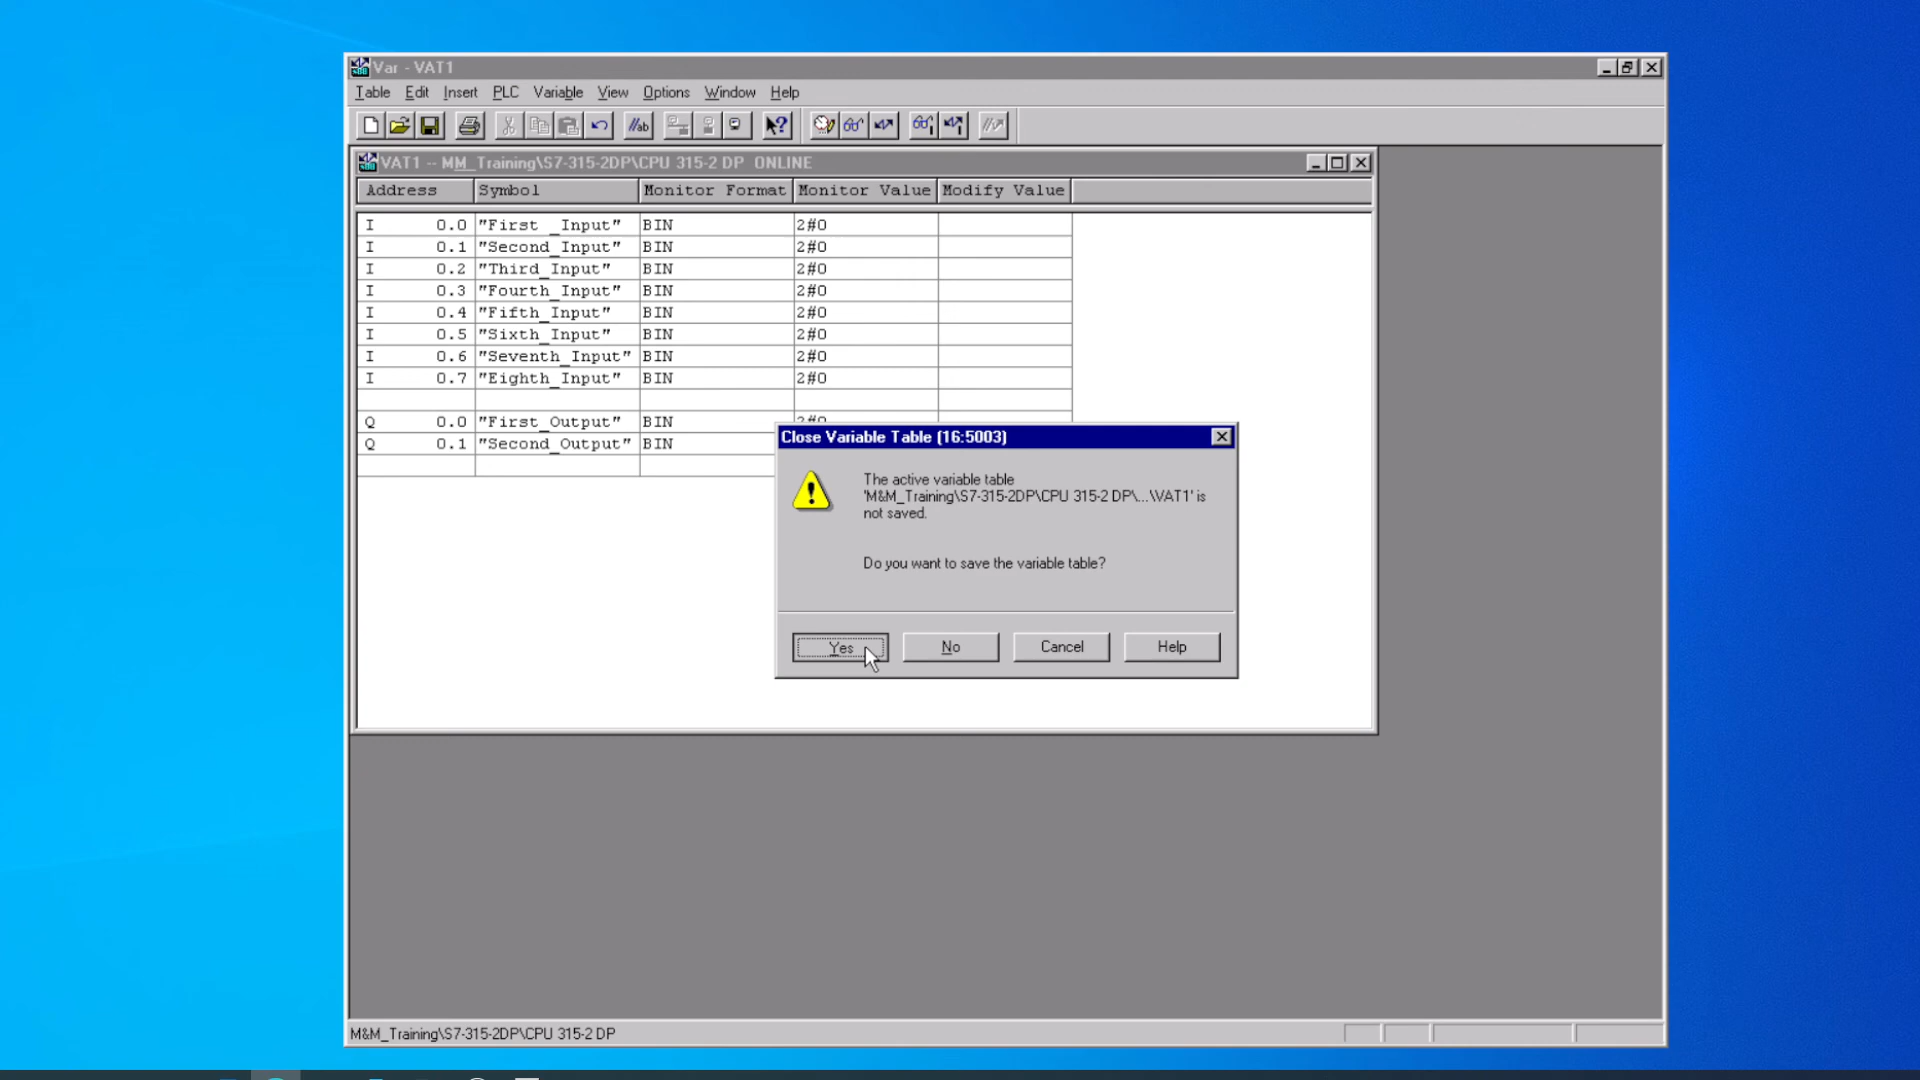 Var - VAT1
Table Edit Insert PLC Variable View Options Window Help
//ab
VAT1 -- MM_Training\S7-315-2DP\CPU 315-2 DP ONLINE
Address Symbol Monitor Format Monitor Value Modify Value
I 0.0 "First _Input" BIN 2#0
I 0.1 "Second_Input" BIN 2#0
I 0.2 "Third_Input" BIN 2#0
I 0.3 "Fourth_Input" BIN 2#0
I 0.4 "Fifth_Input" BIN 2#0
I 0.5 "Sixth_Input" BIN 2#0
I 0.6 "Seventh_Input" BIN 2#0
I 0.7 "Eighth_Input" BIN 2#0
Q 0.0 "First_Output" BIN 2#0
Q 0.1 "Second_Output" BIN
Close Variable Table (16:5003)
The active variable table
'M&M_Training\S7-315-2DP\CPU 315-2 DP\...\VAT1' is
not saved.
Do you want to save the variable table?
Yes No Cancel Help
M&M_Training\S7-315-2DP\CPU 315-2 DP